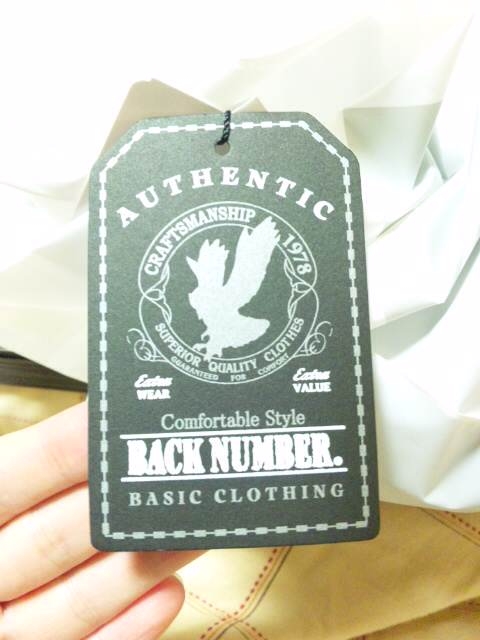 AUTHENTIC
CRAFTSMANSHIP 1978
SUPERIOR QUALITY CLOTHES
GUARANTEED FOR COMFORT
Extra WEAR
Extra VALUE
Comfortable Style
BACK NUMBER.
BASIC CLOTHING